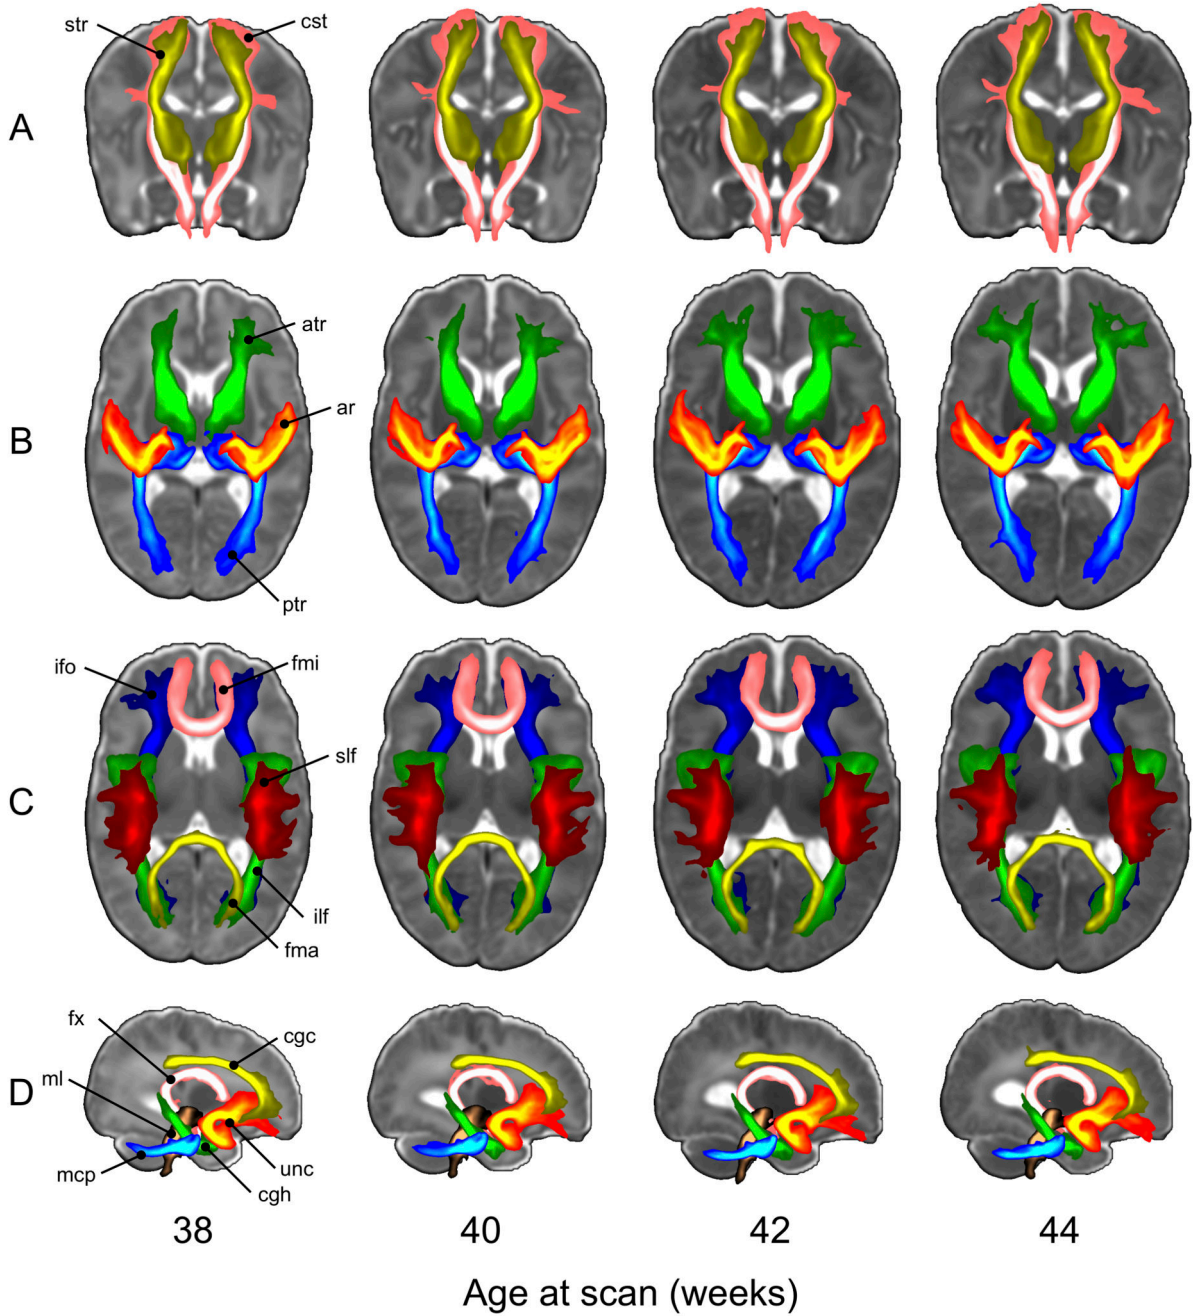 str
cst
A
atr
ar
B
ptr
ifo
fmi
slf
C
ilf
fma
fx
cgc
ml
D
mcp
unc
cgh
38 40 42 44
Age at scan (weeks)